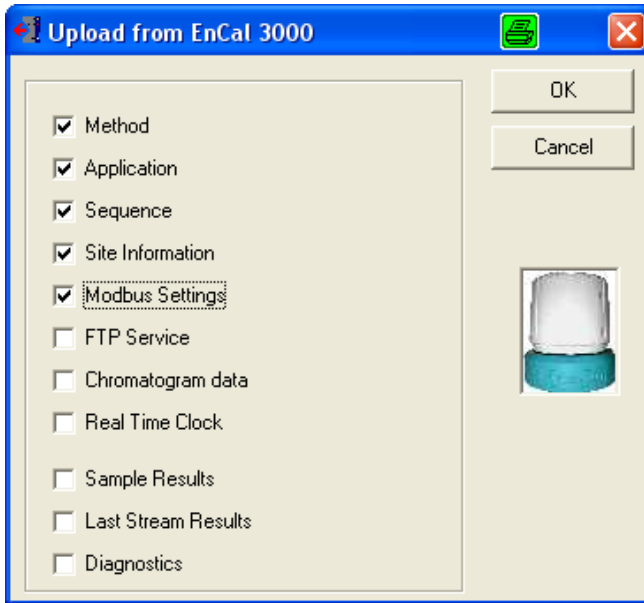 Upload from EnCal 3000
OK
Cancel
Method
Application
Sequence
Site Information
Modbus Settings
FTP Service
Chromatogram data
Real Time Clock
Sample Results
Last Stream Results
Diagnostics